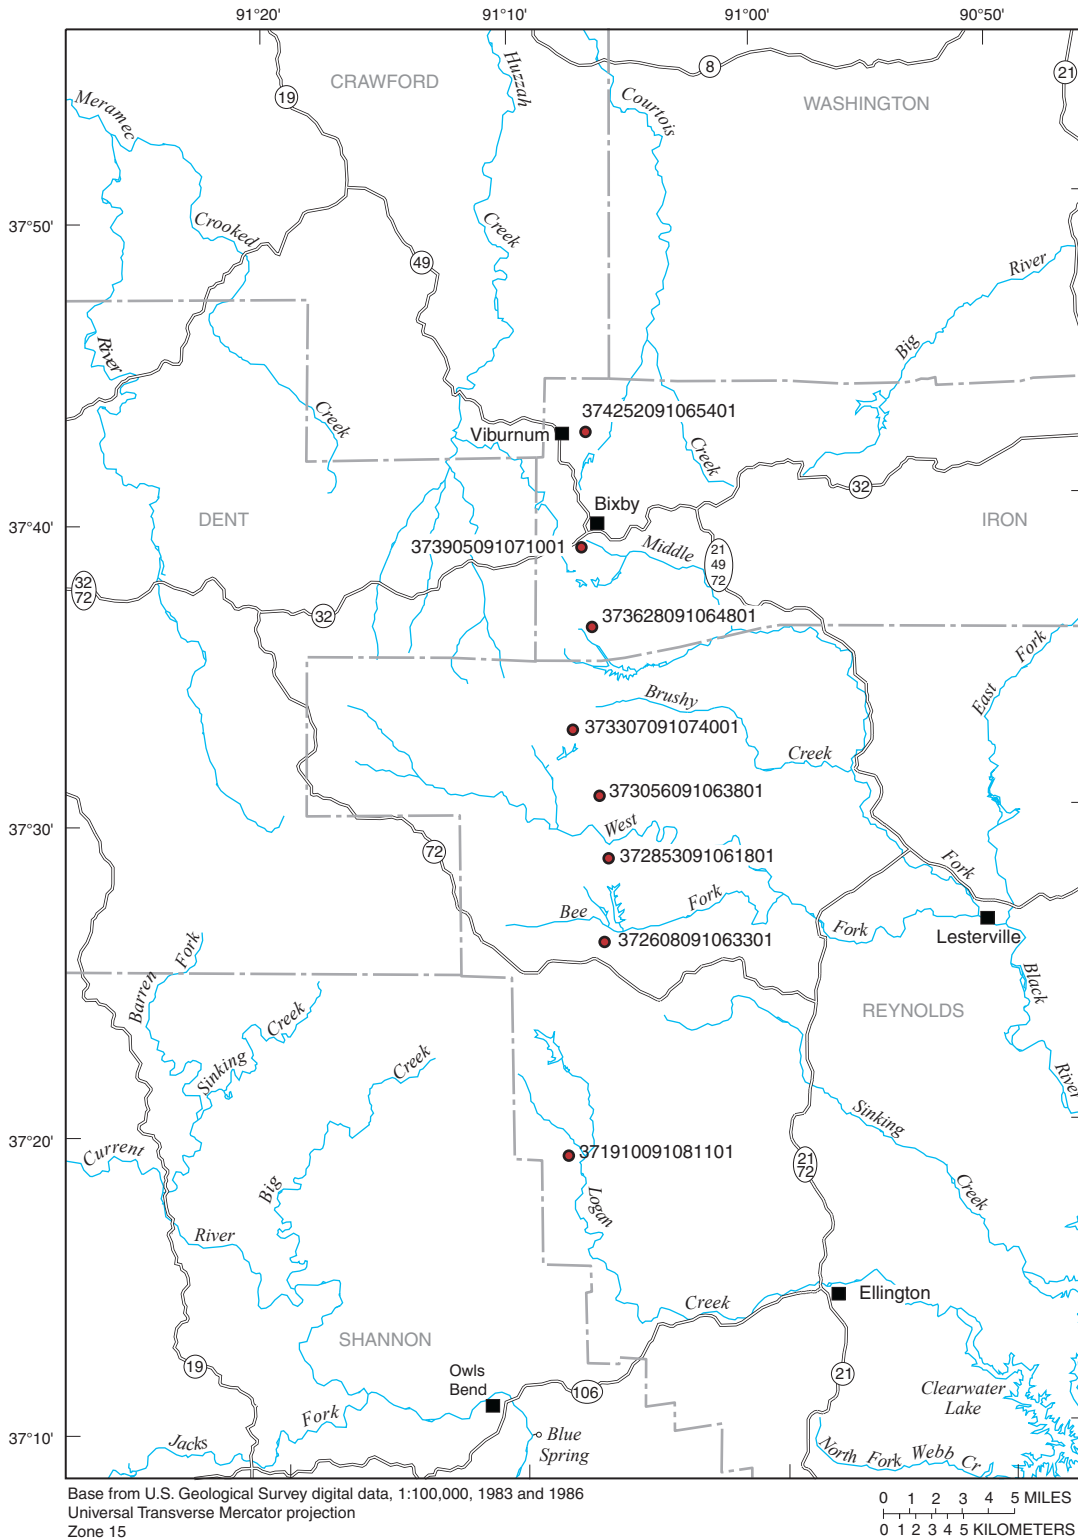 91°20' 91°10' 91°00' 90°50'
8
21
CRAWFORD
Huzzah
WASHINGTON
19
Courtois
Meramec
37°50'
Crooked
Creek
49
River
Big
River
Creek
374252091065401
Viburnum
Creek
32
Bixby
37°40'
DENT
IRON
373905091071001
Middle
21
49
72
32
72
32
373628091064801
Fork
East
Brushy
373307091074001
Creek
373056091063801
37°30'
West
72
372853091061801
Fork
Bee
Fork
Fork
Lesterville
372608091063301
Fork
Barren
Black
Creek
Sinking
REYNOLDS
Creek
River
Sinking
37°20'
Current
371910091081101
21
72
Big
Logan
Creek
River
Creek
Ellington
SHANNON
19
Owls
Bend
106
21
Clearwater
Lake
Fork
37°10'
Jacks
Blue
Spring
North Fork Webb Cr
Base from U.S. Geological Survey digital data, 1:100,000, 1983 and 1986
Universal Transverse Mercator projection
Zone 15
0 1 2 3 4 5 MILES
0 1 2 3 4 5 KILOMETERS